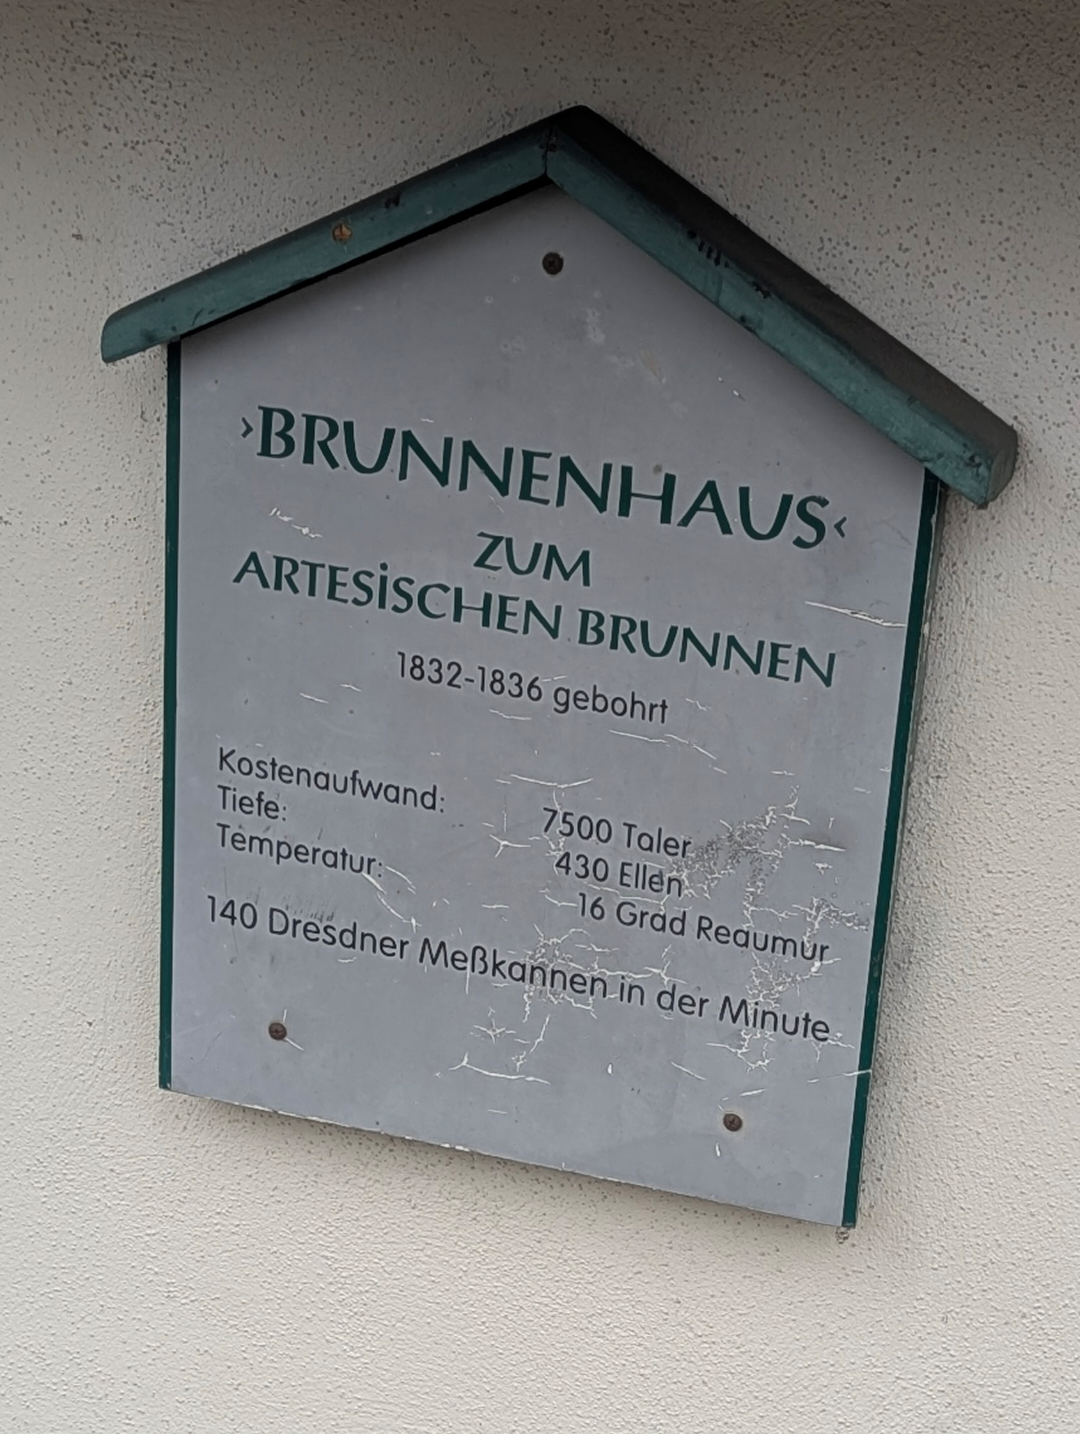 ›BRUNNENHAUS‹
ZUM
ARTESISCHEN BRUNNEN
1832-1836 gebohrt
Kostenaufwand: 7500 Taler
Tiefe: 430 Ellen
Temperatur: 16 Grad Reaumur
140 Dresdner Meßkannen in der Minute